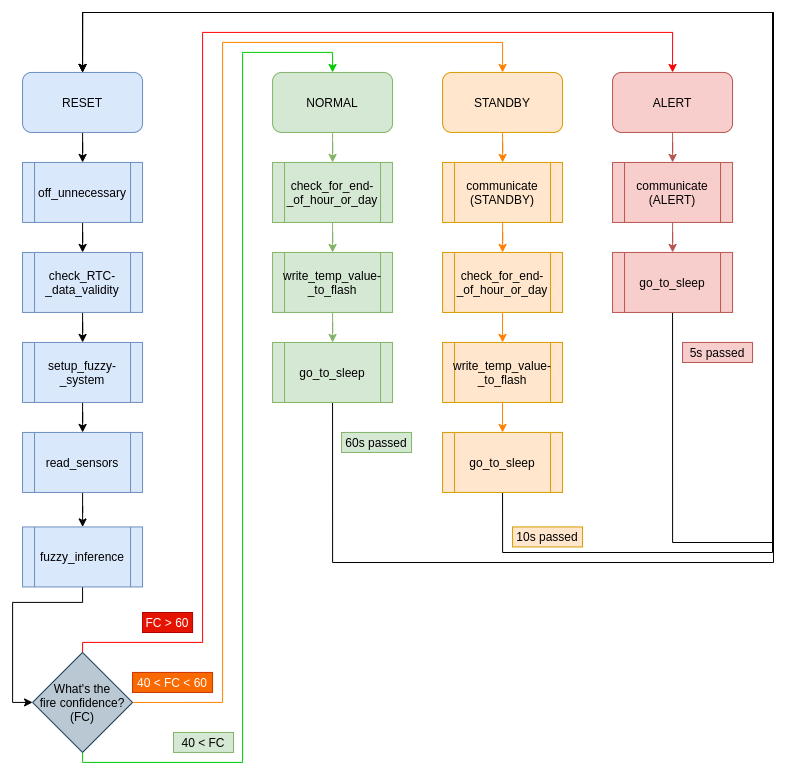 RESET
off_unnecessary
check_RTC-
_data_validity
setup_fuzzy-
_system
read_sensors
fuzzy_inference
What's the
fire confidence?
(FC)
FC > 60
40 < FC < 60
40 < FC
NORMAL
check_for_end-
_of_hour_or_day
write_temp_value-
_to_flash
go_to_sleep
60s passed
STANDBY
communicate
(STANDBY)
check_for_end-
_of_hour_or_day
write_temp_value-
_to_flash
go_to_sleep
10s passed
ALERT
communicate
(ALERT)
go_to_sleep
5s passed